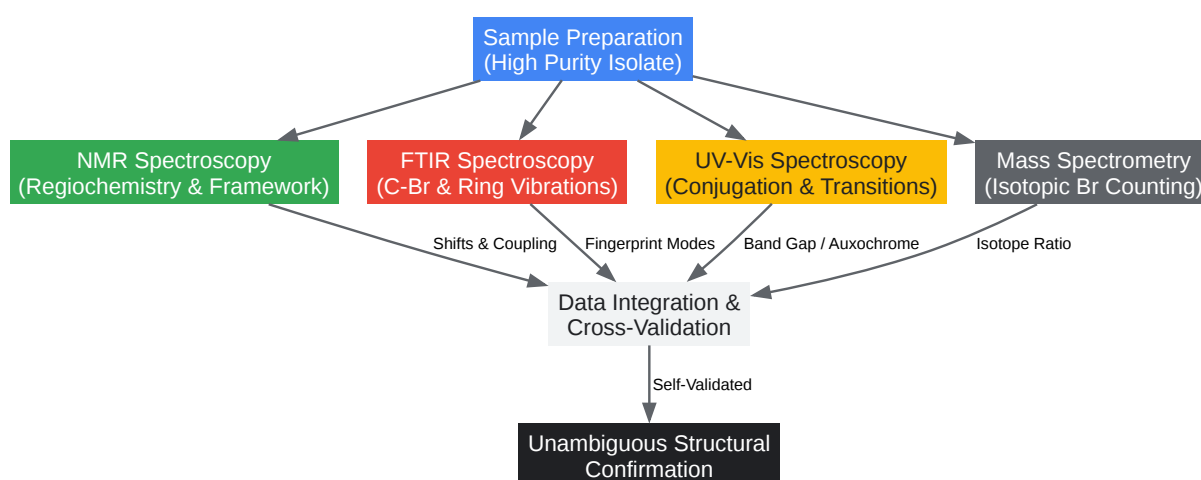 Sample Preparation
(High Purity Isolate)
NMR Spectroscopy
(Regiochemistry & Framework)
FTIR Spectroscopy
(C-Br & Ring Vibrations)
UV-Vis Spectroscopy
(Conjugation & Transitions)
Mass Spectrometry
(Isotopic Br Counting)
Shifts & Coupling
Fingerprint Modes
Band Gap / Auxochrome
Isotope Ratio
Data Integration &
Cross-Validation
Self-Validated
Unambiguous Structural
Confirmation